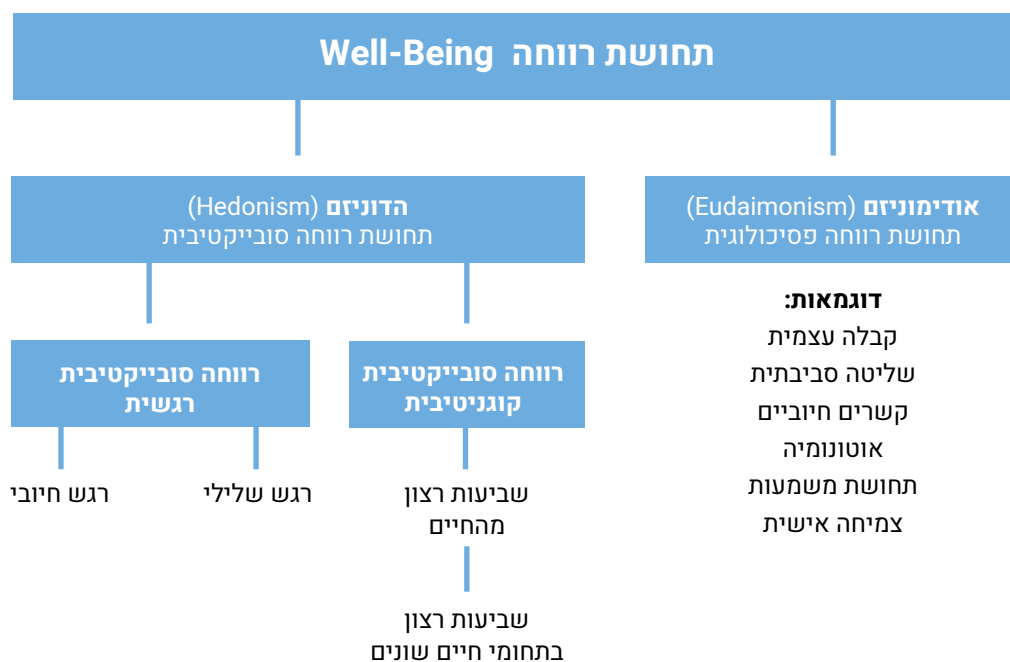 תחושת רווחה Well-Being
אודימוניזם (Eudaimonism)
תחושת רווחה פסיכולוגית
דוגמאות:
קבלה עצמית
שליטה סביבתית
קשרים חיוביים
אוטונומיה
תחושת משמעות
צמיחה אישית
הדוניזם (Hedonism)
תחושת רווחה סובייקטיבית
רווחה סובייקטיבית
קוגניטיבית
שביעות רצון
מהחיים
שביעות רצון
בתחומי חיים שונים
רווחה סובייקטיבית
רגשית
רגש שלילי
רגש חיובי